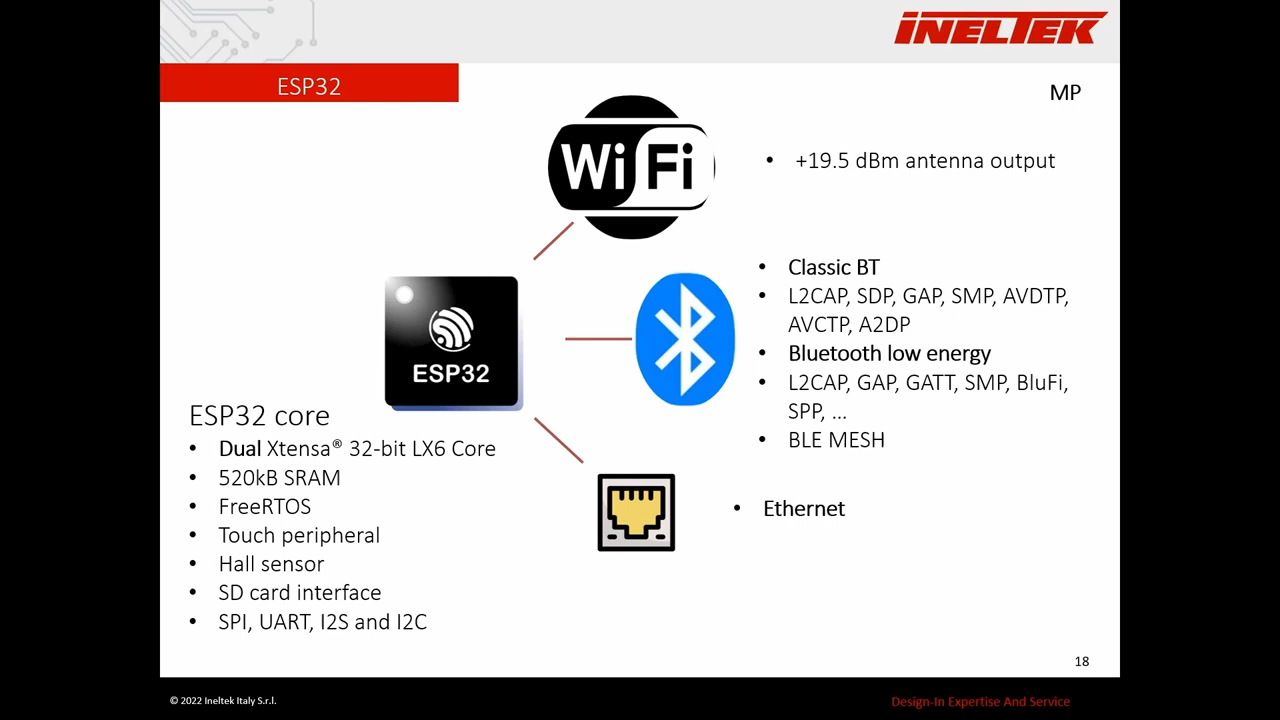 INELTEK
ESP32
MP
WiFi
• +19.5 dBm antenna output
• Classic BT
• L2CAP, SDP, GAP, SMP, AVDTP,
AVCTP, A2DP
• Bluetooth low energy
• L2CAP, GAP, GATT, SMP, BluFi,
SPP, ...
• BLE MESH
ESP32
ESP32 core
• Dual Xtensa® 32-bit LX6 Core
• 520kB SRAM
• FreeRTOS
• Touch peripheral
• Hall sensor
• SD card interface
• SPI, UART, I2S and I2C
• Ethernet
18
© 2022 Ineltek Italy S.r.l.
Design-In Expertise And Service